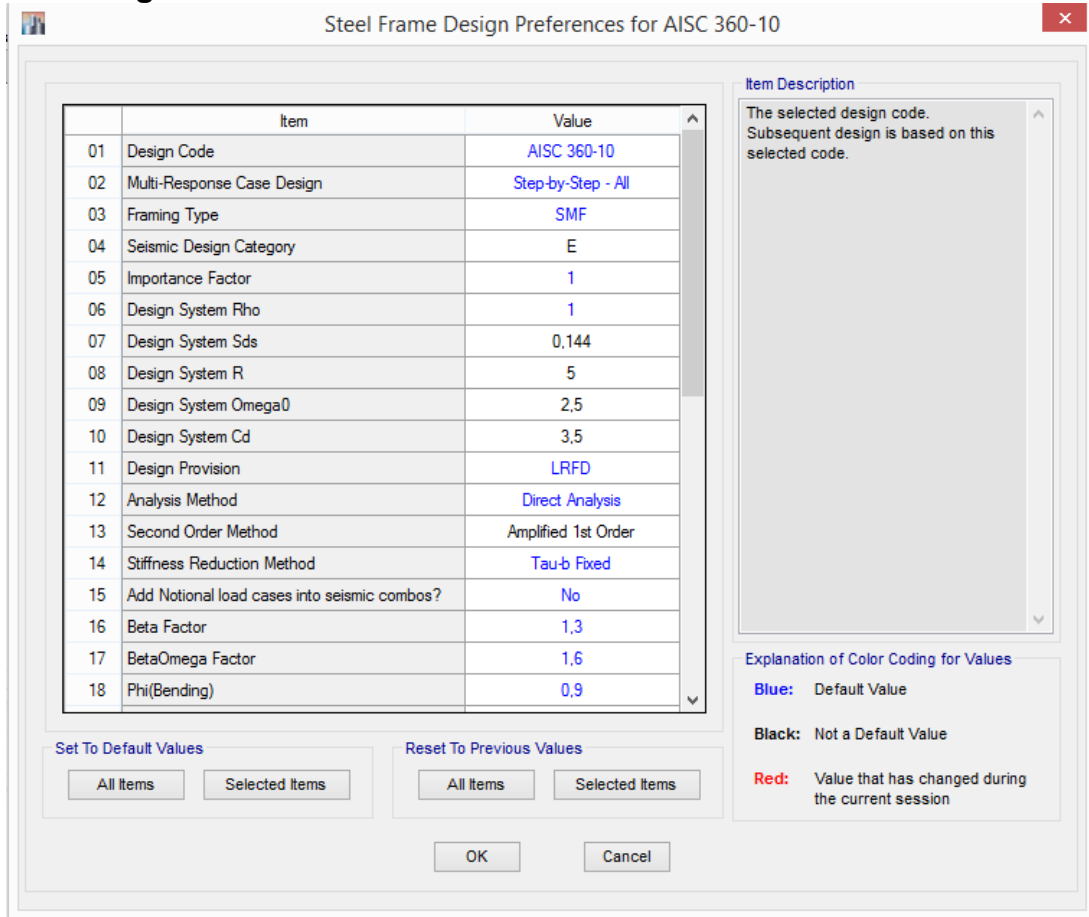 Steel Frame Design Preferences for AISC 360-10
Item Value
01 Design Code AISC 360-10
02 Multi-Response Case Design Step-by-Step - All
03 Framing Type SMF
04 Seismic Design Category E
05 Importance Factor 1
06 Design System Rho 1
07 Design System Sds 0,144
08 Design System R 5
09 Design System Omega0 2,5
10 Design System Cd 3,5
11 Design Provision LRFD
12 Analysis Method Direct Analysis
13 Second Order Method Amplified 1st Order
14 Stiffness Reduction Method Tau-b Fixed
15 Add Notional load cases into seismic combos? No
16 Beta Factor 1,3
17 BetaOmega Factor 1,6
18 Phi(Bending) 0,9
Item Description
The selected design code.
Subsequent design is based on this
selected code.
Explanation of Color Coding for Values
Blue: Default Value
Black: Not a Default Value
Red: Value that has changed during
the current session
Set To Default Values
All Items Selected Items
Reset To Previous Values
All Items Selected Items
OK Cancel